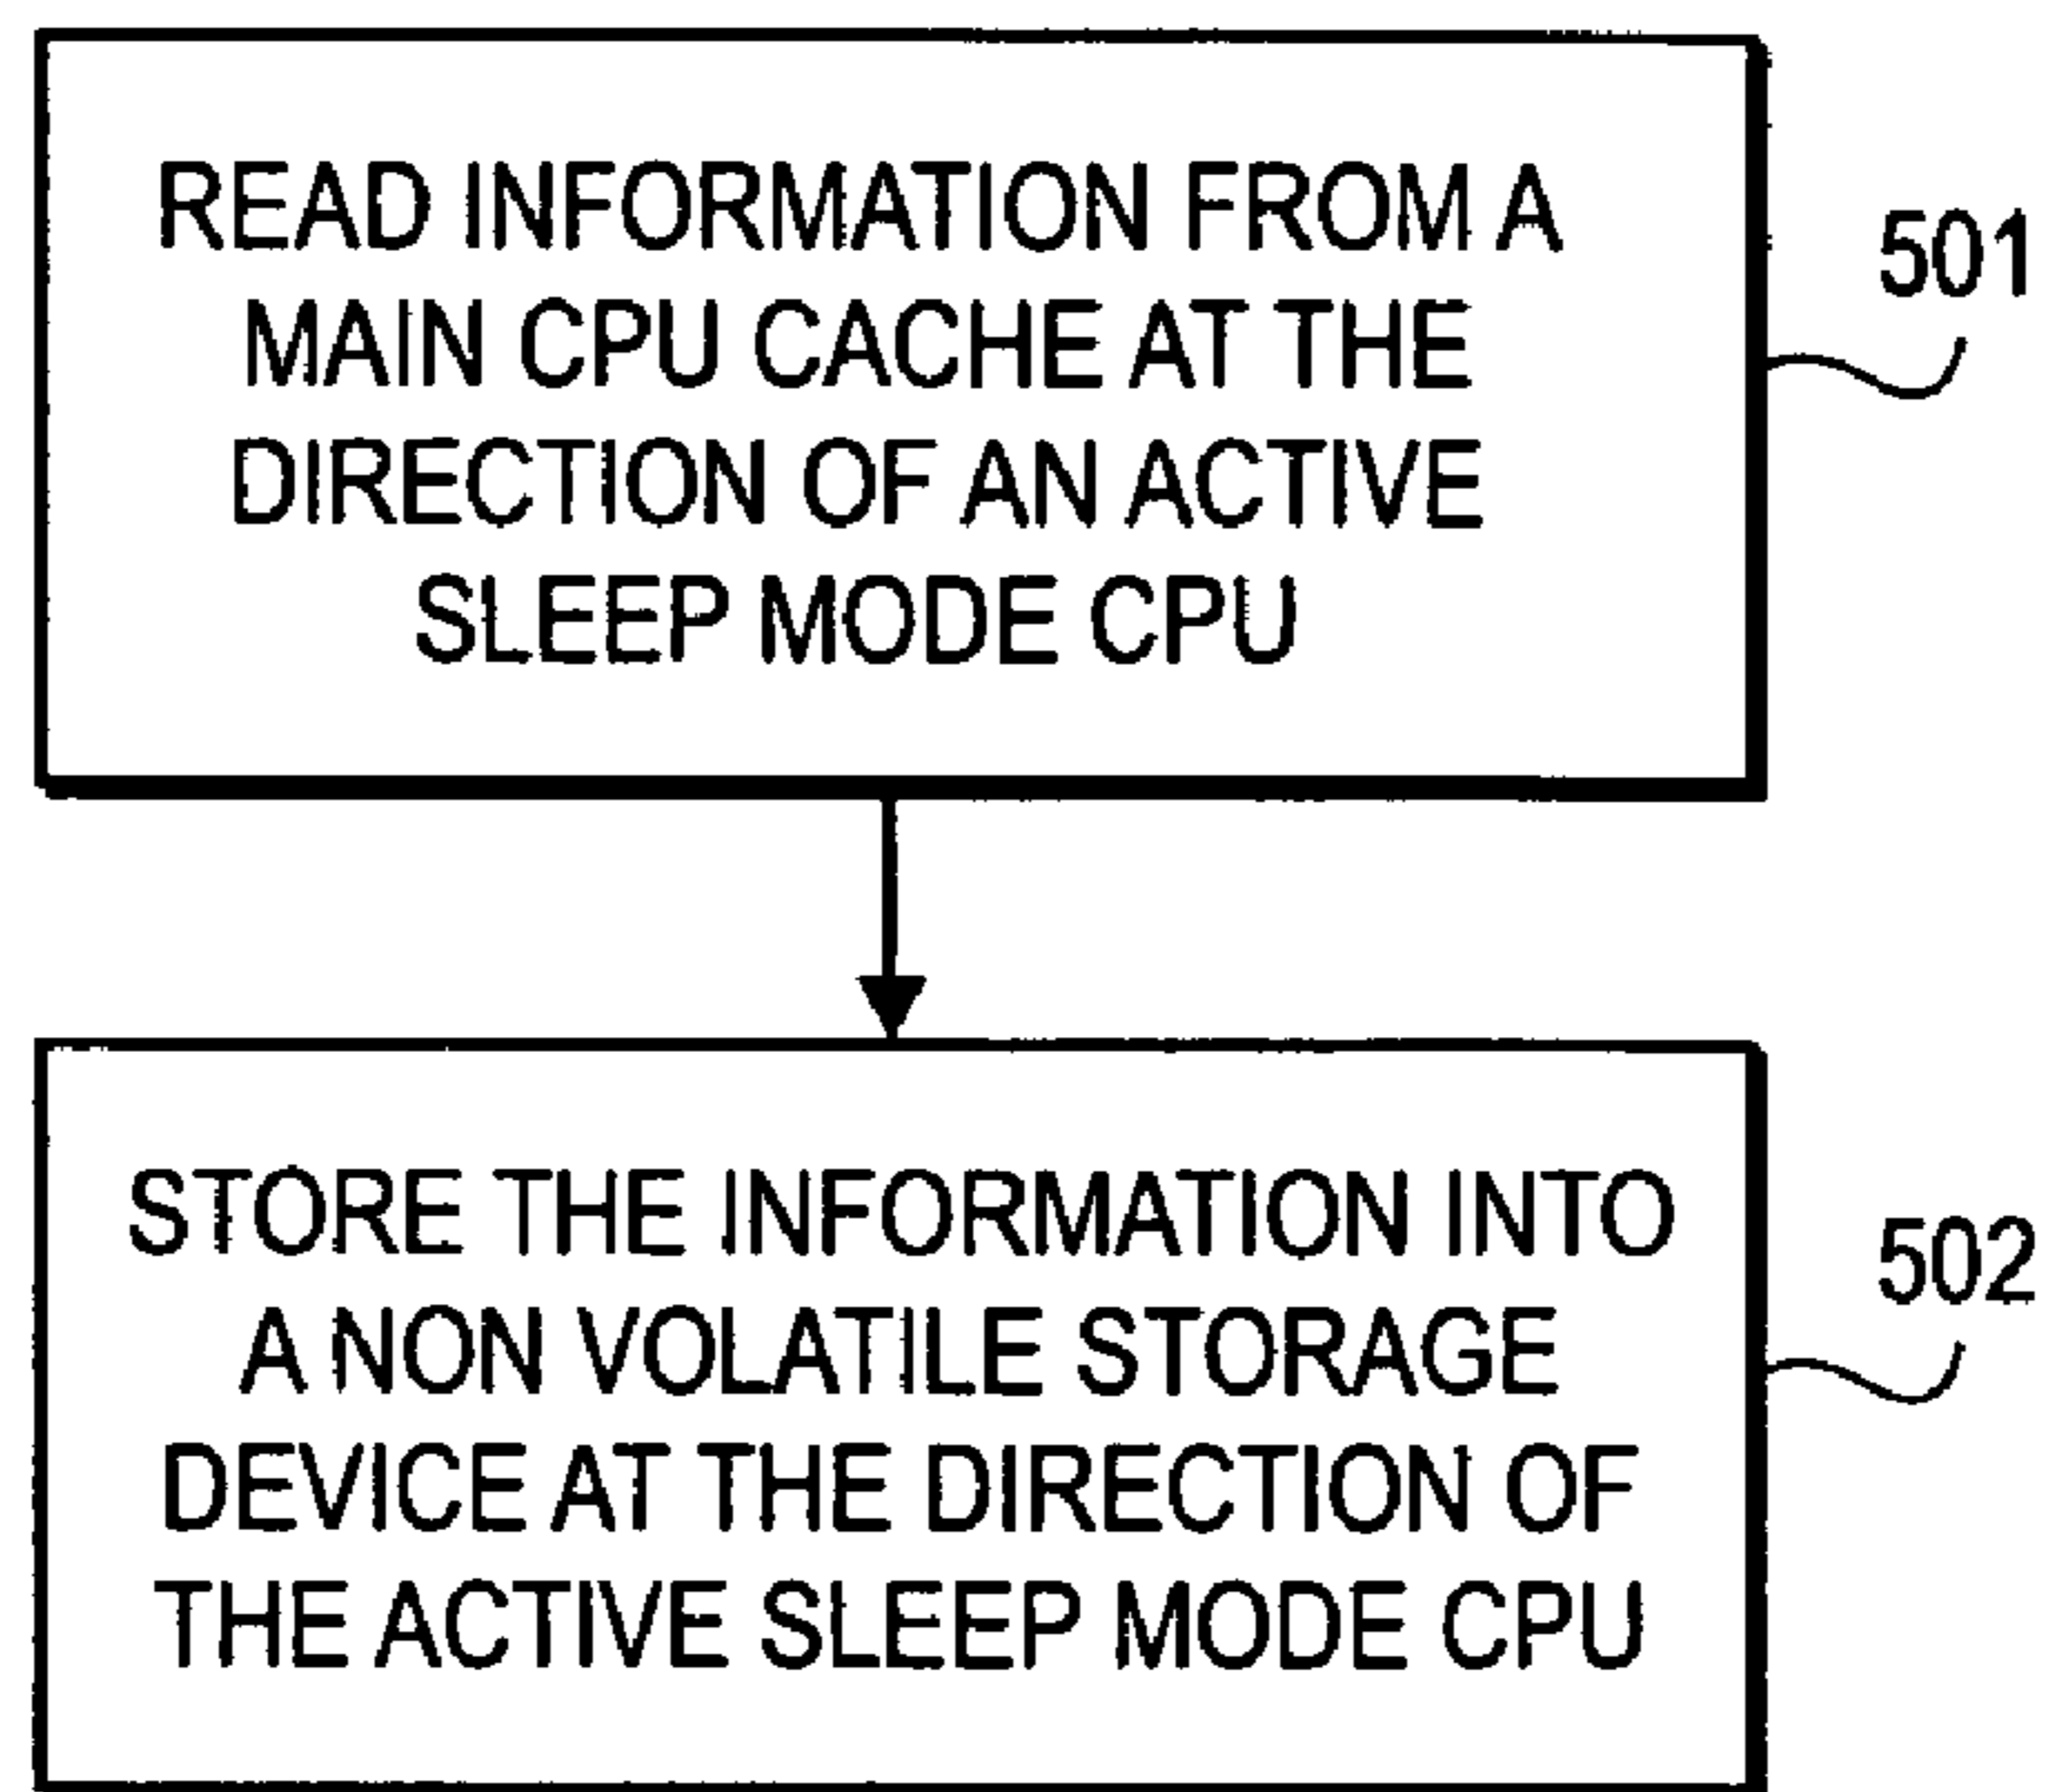 READ INFORMATION FROM A
MAIN CPU CACHE AT THE
DIRECTION OF AN ACTIVE
SLEEP MODE CPU
501
STORE THE INFORMATION INTO
A NON VOLATILE STORAGE
DEVICE AT THE DIRECTION OF
THE ACTIVE SLEEP MODE CPU
502